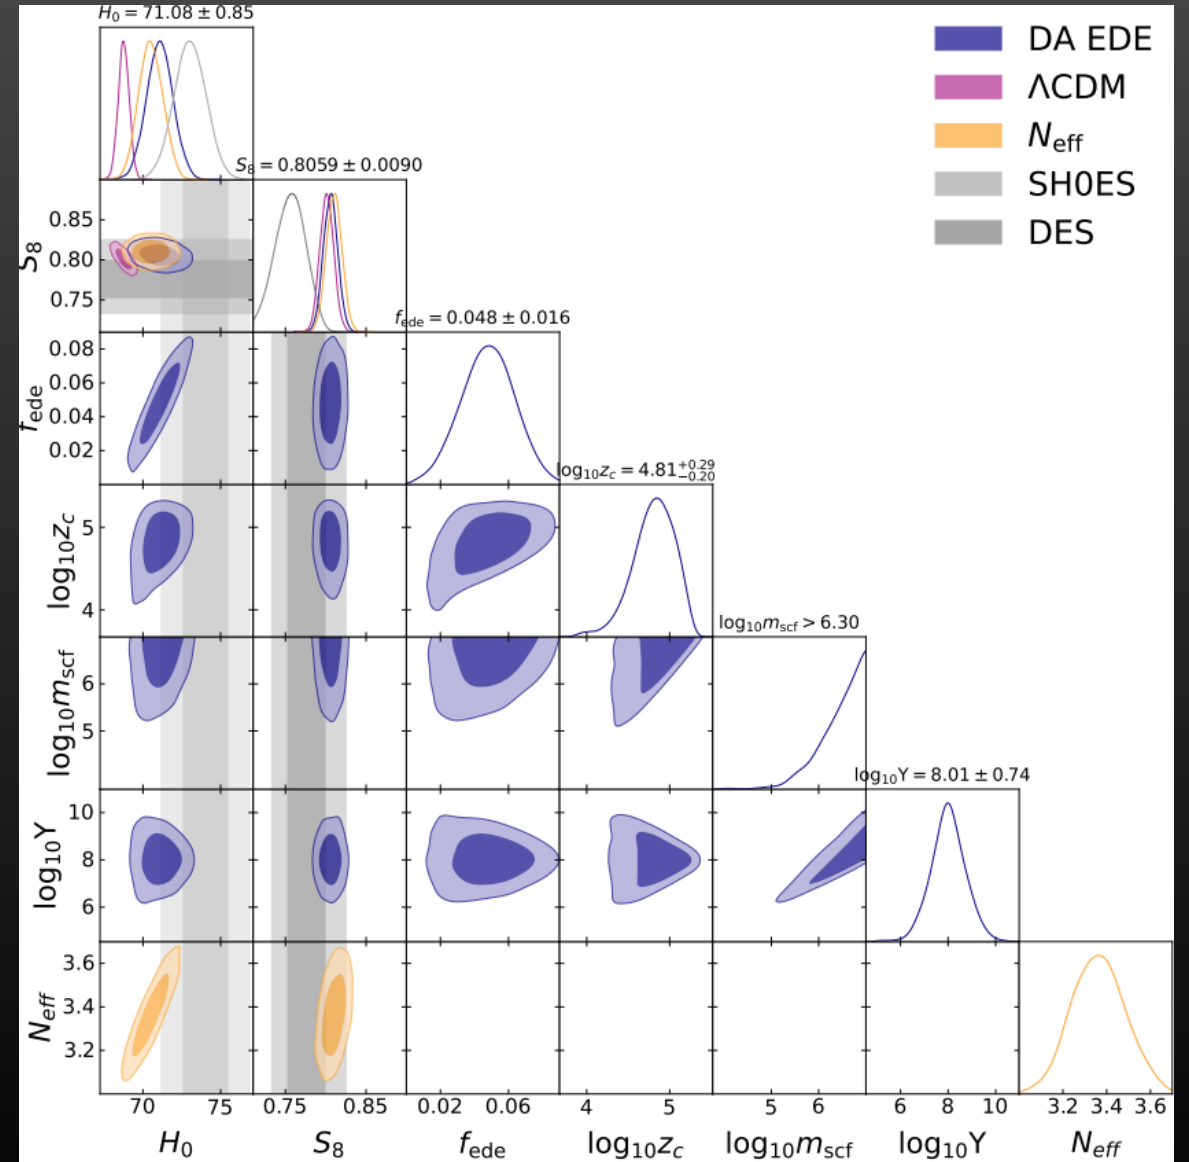 H₀ = 71.08 ± 0.85
DA EDE
ΛCDM
N_eff
SH0ES
DES
S₈ = 0.8059 ± 0.0090
S₈
0.85
0.80
0.75
f_ede = 0.048 ± 0.016
f_ede
0.08
0.06
0.04
0.02
log₁₀z_c = 4.81^{+0.29}_{−0.20}
log₁₀z_c
5
4
log₁₀m_scf > 6.30
log₁₀m_scf
6
5
log₁₀Y = 8.01 ± 0.74
log₁₀Y
10
8
6
N_eff
3.6
3.4
3.2
70 75 0.75 0.85 0.02 0.06 4 5 5 6 6 8 10 3.2 3.4 3.6
H₀ S₈ f_ede log₁₀z_c log₁₀m_scf log₁₀Y N_eff